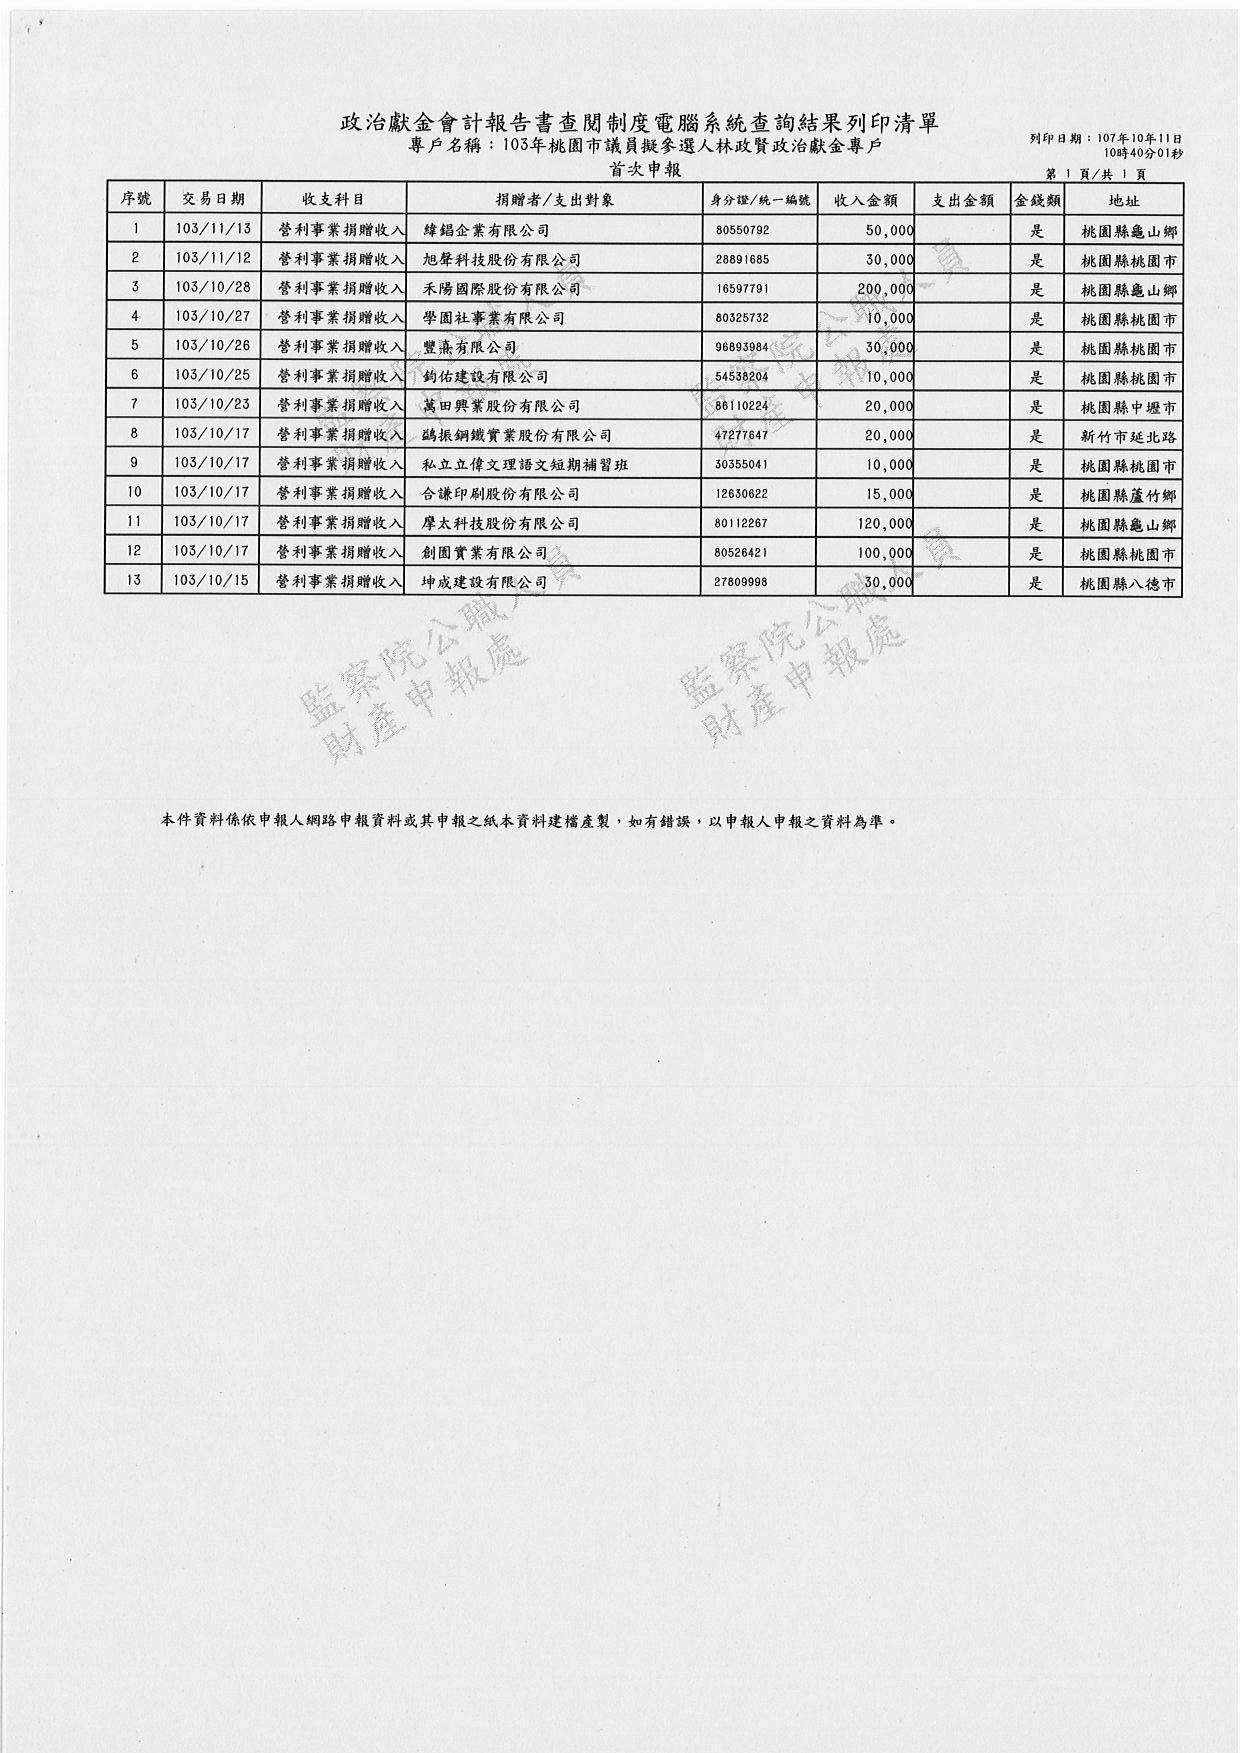 政治獻金會計報告書查閱制度電腦系統查詢結果列印清單
專戶名稱：103年桃園市議員擬參選人林政賢政治獻金專戶
列印日期：107年10年11日
10時40分01秒
首次申報
第 1 頁/共 1 頁
序號 交易日期 收支科目 捐贈者/支出對象 身分證/統一編號 收入金額 支出金額 金錢類 地址
1 103/11/13 營利事業捐贈收入 緯錩企業有限公司 80550792 50,000 是 桃園縣龜山鄉
2 103/11/12 營利事業捐贈收入 旭聲科技股份有限公司 28891685 30,000 是 桃園縣桃園市
3 103/10/28 營利事業捐贈收入 禾陽國際股份有限公司 16597791 200,000 是 桃園縣龜山鄉
4 103/10/27 營利事業捐贈收入 學園社事業有限公司 80325732 10,000 是 桃園縣桃園市
5 103/10/26 營利事業捐贈收入 豐熹有限公司 96893984 30,000 是 桃園縣桃園市
6 103/10/25 營利事業捐贈收入 鈞佑建設有限公司 54538204 10,000 是 桃園縣桃園市
7 103/10/23 營利事業捐贈收入 萬田興業股份有限公司 86110224 20,000 是 桃園縣中壢市
8 103/10/17 營利事業捐贈收入 鷁振鋼鐵實業股份有限公司 47277647 20,000 是 新竹市延北路
9 103/10/17 營利事業捐贈收入 私立立偉文理語文短期補習班 30355041 10,000 是 桃園縣桃園市
10 103/10/17 營利事業捐贈收入 合謙印刷股份有限公司 12630622 15,000 是 桃園縣蘆竹鄉
11 103/10/17 營利事業捐贈收入 摩太科技股份有限公司 80112267 120,000 是 桃園縣龜山鄉
12 103/10/17 營利事業捐贈收入 創園實業有限公司 80526421 100,000 是 桃園縣桃園市
13 103/10/15 營利事業捐贈收入 坤成建設有限公司 27809998 30,000 是 桃園縣八德市
監察院公職人員
財產申報處
監察院公職人員
財產申報處
監察院公職人員
財產申報處
監察院公職人員
財產申報處
本件資料係依申報人網路申報資料或其申報之紙本資料建檔產製，如有錯誤，以申報人申報之資料為準。